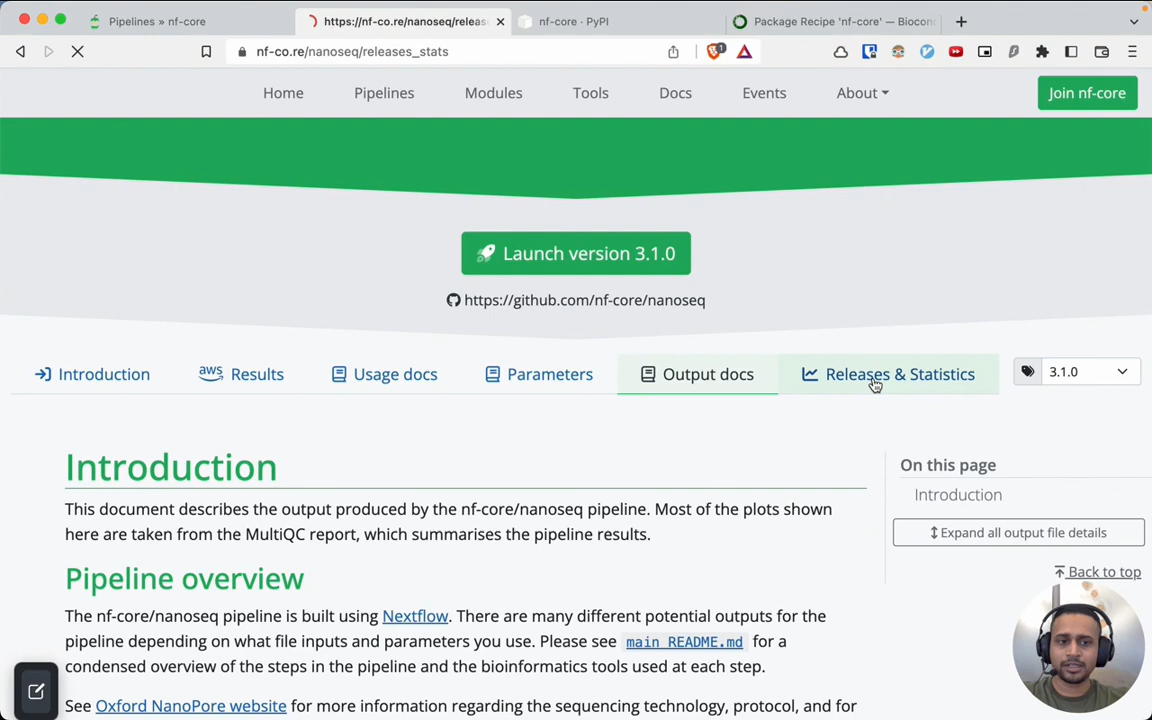 Pipelines » nf-core
https://nf-co.re/nanoseq/releas
nf-core · PyPI
Package Recipe 'nf-core' — Biocon
nf-co.re/nanoseq/releases_stats
1
Home
Pipelines
Modules
Tools
Docs
Events
About
Join nf-core
Launch version 3.1.0
https://github.com/nf-core/nanoseq
Introduction
aws Results
Usage docs
Parameters
Output docs
Releases & Statistics
3.1.0
Introduction
This document describes the output produced by the nf-core/nanoseq pipeline. Most of the plots shown
here are taken from the MultiQC report, which summarises the pipeline results.
Pipeline overview
The nf-core/nanoseq pipeline is built using Nextflow. There are many different potential outputs for the
pipeline depending on what file inputs and parameters you use. Please see main README.md for a
condensed overview of the steps in the pipeline and the bioinformatics tools used at each step.
See Oxford NanoPore website for more information regarding the sequencing technology, protocol, and for
On this page
Introduction
Expand all output file details
Back to top